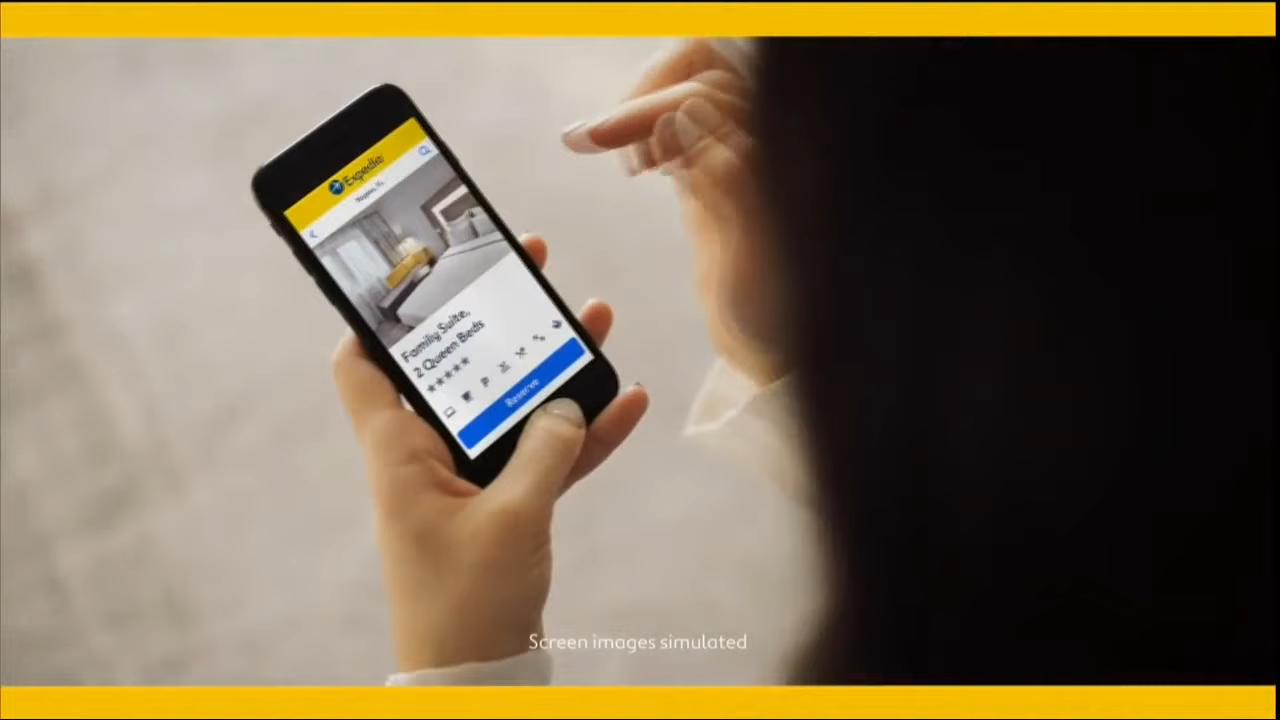 Expedia
Family Suite,
2 Queen Beds
Reserve
Screen images simulated